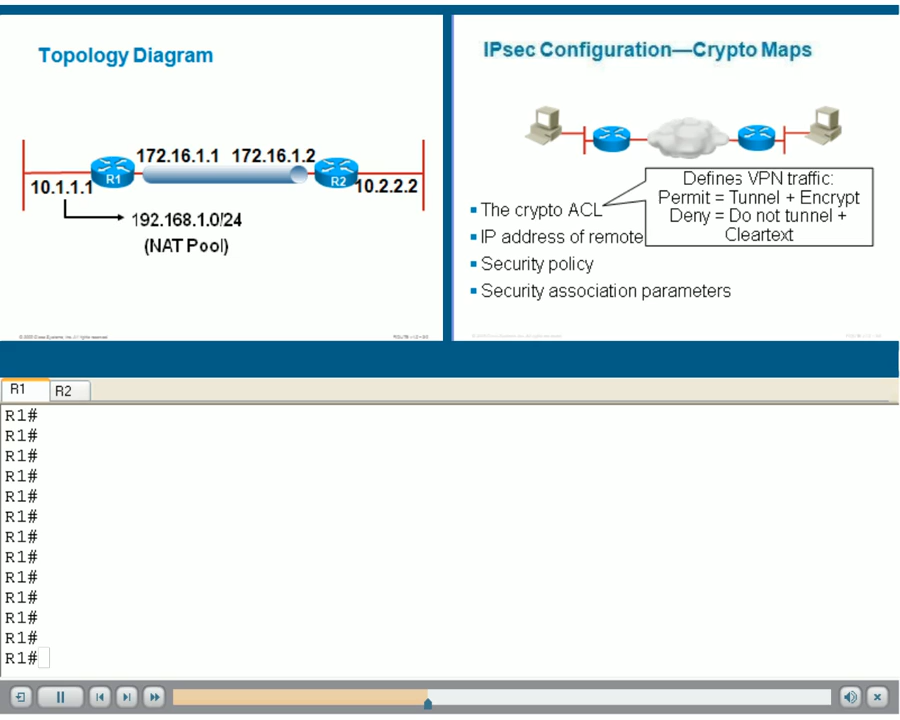 Topology Diagram
172.16.1.1 172.16.1.2
R1
R2
10.1.1.1
10.2.2.2
192.168.1.0/24
(NAT Pool)
IPsec Configuration—Crypto Maps
Defines VPN traffic:
Permit = Tunnel + Encrypt
Deny = Do not tunnel +
Cleartext
The crypto ACL
IP address of remote
Security policy
Security association parameters
R1 R2
R1#
R1#
R1#
R1#
R1#
R1#
R1#
R1#
R1#
R1#
R1#
R1#
R1#